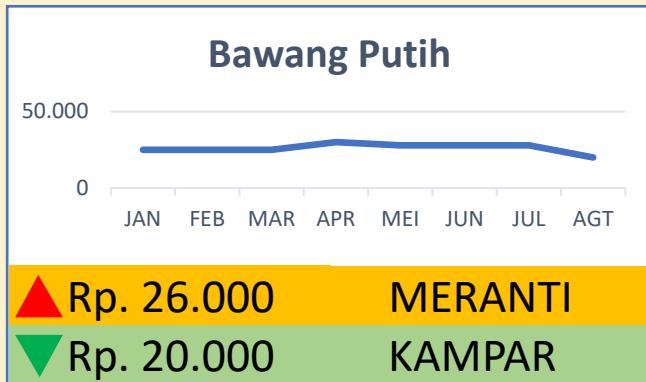 Bawang Putih
50.000
0
JAN FEB MAR APR MEI JUN JUL AGT
Rp. 26.000 MERANTI
Rp. 20.000 KAMPAR